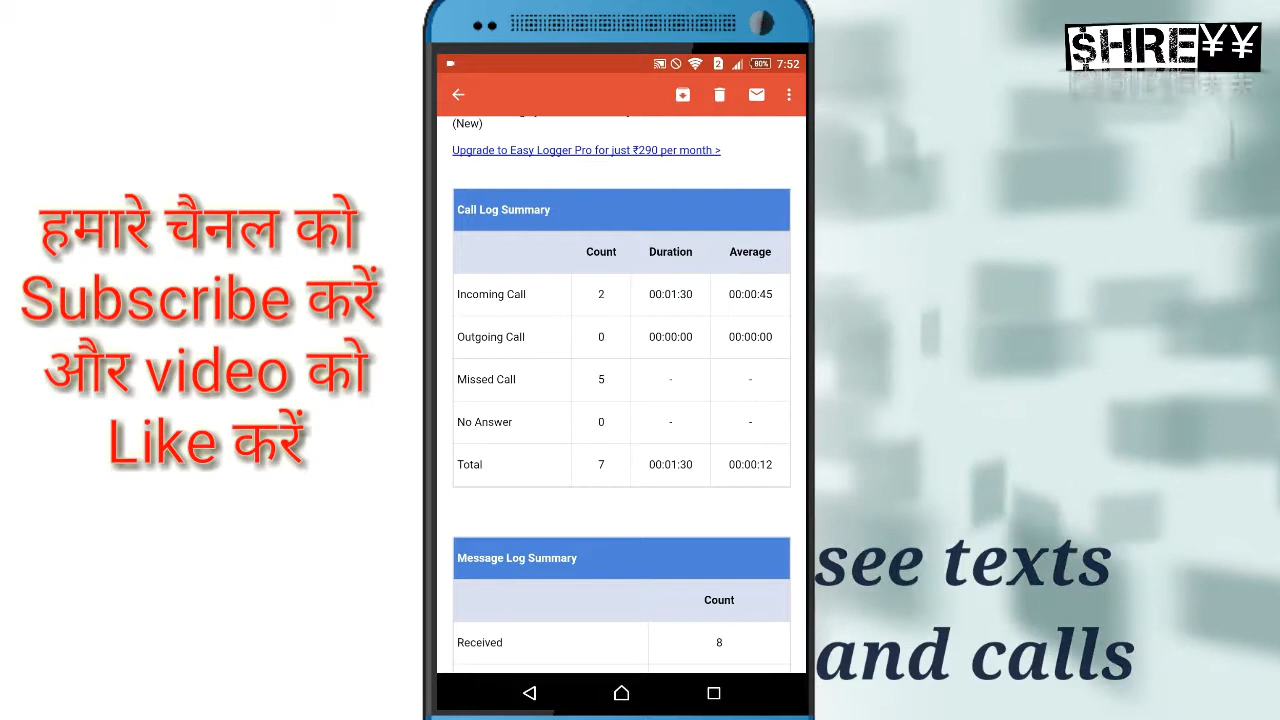 हमारे चैनल को
Subscribe करें
और video को
Like करें
80% 7:52
2
(New)
Upgrade to Easy Logger Pro for just ₹290 per month >
Call Log Summary
Count Duration Average
Incoming Call 2 00:01:30 00:00:45
Outgoing Call 0 00:00:00 00:00:00
Missed Call 5 - -
No Answer 0 - -
Total 7 00:01:30 00:00:12
Message Log Summary
Count
Received 8
$HRE¥¥
see texts
and calls